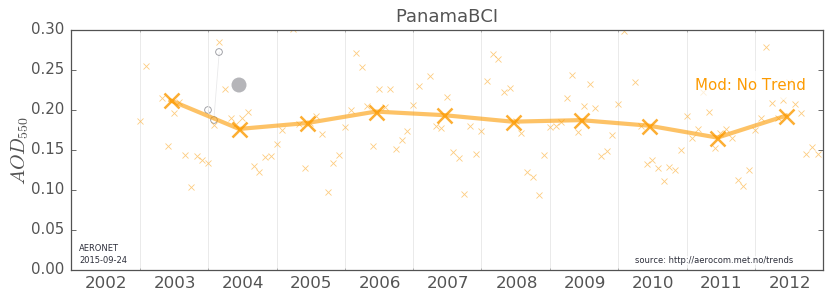 PanamaBCI
0.30
0.25
0.20
0.15
0.10
0.05
0.00
AOD550
Mod: No Trend
AERONET
2015-09-24
source: http://aerocom.met.no/trends
2002 2003 2004 2005 2006 2007 2008 2009 2010 2011 2012